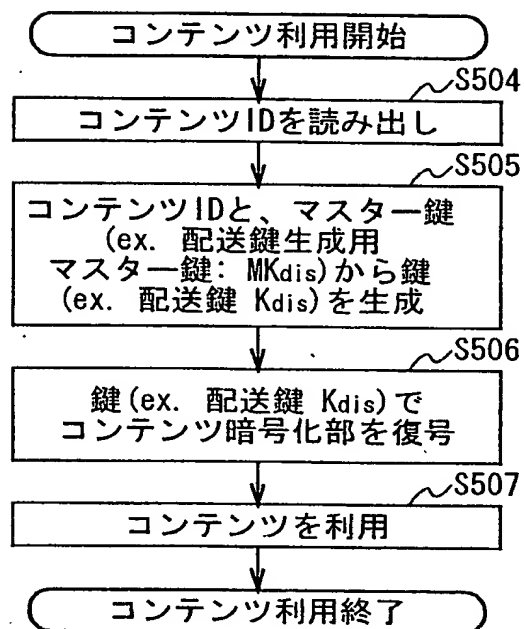 コンテンツ利用開始
S504
コンテンツIDを読み出し
S505
コンテンツIDと、マスター鍵
(ex. 配送鍵生成用
マスター鍵: MKdis)から鍵
(ex. 配送鍵 Kdis)を生成
S506
鍵(ex. 配送鍵 Kdis)で
コンテンツ暗号化部を復号
S507
コンテンツを利用
コンテンツ利用終了